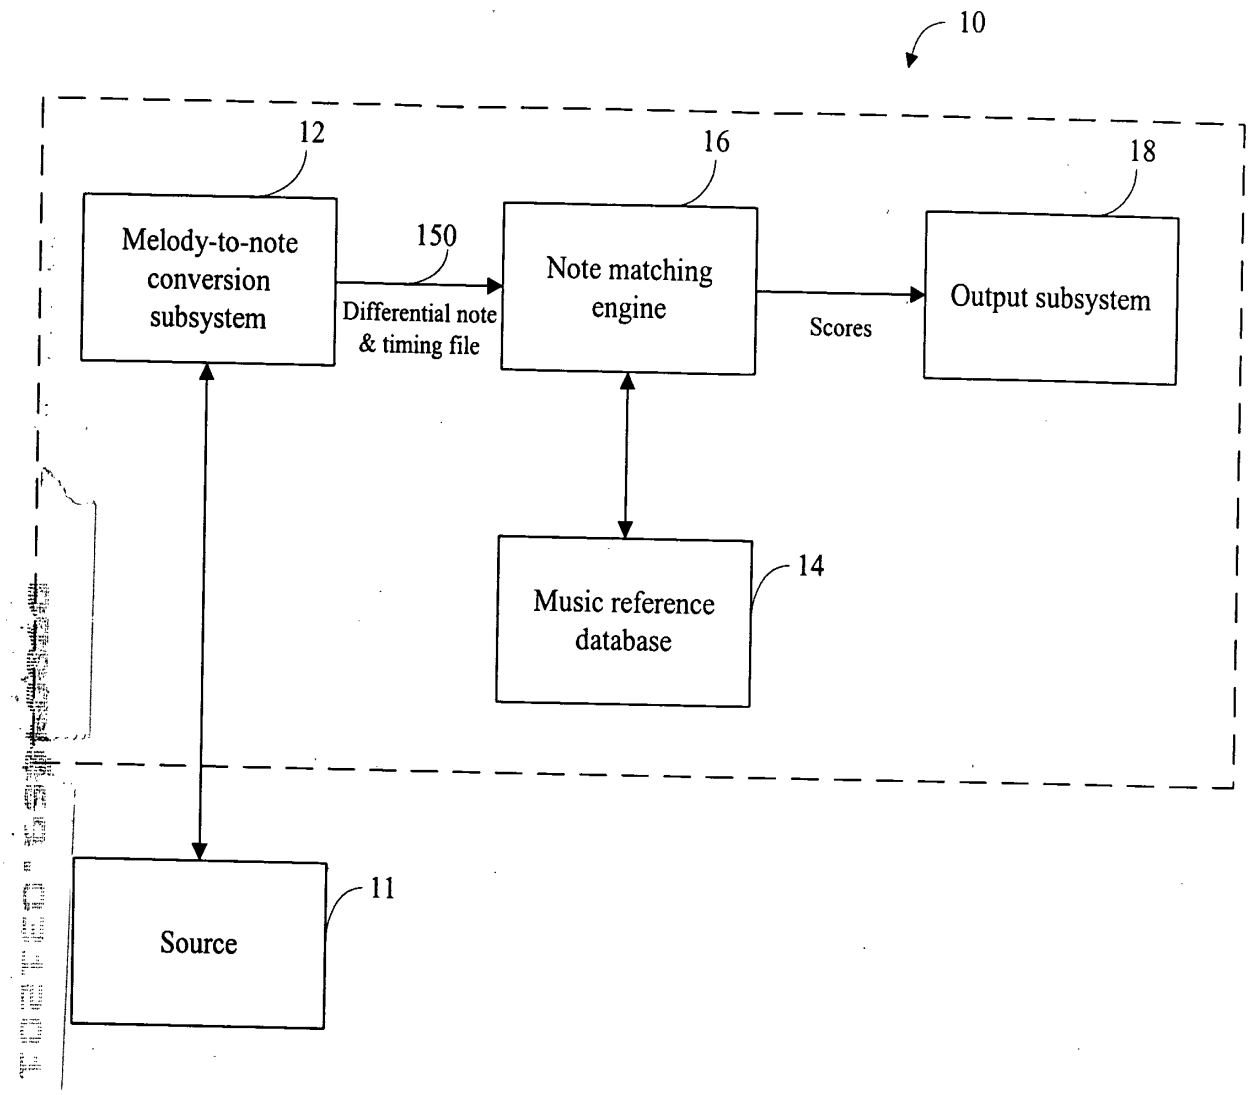 10
12
16
18
Melody-to-note
conversion
subsystem
150
Differential note
& timing file
Note matching
engine
Scores
Output subsystem
14
Music reference
database
11
Source